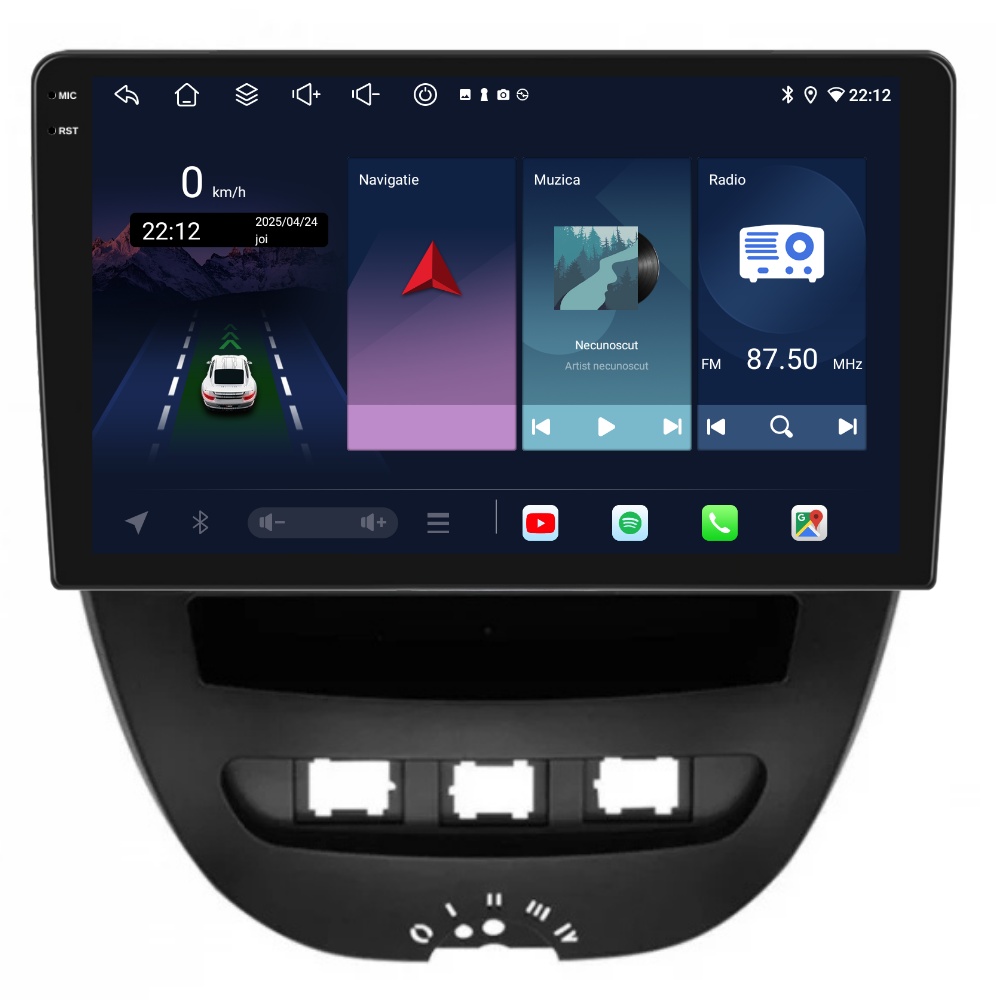 MIC
RST
22:12
0 km/h
22:12
2025/04/24
joi
Navigatie
Muzica
Necunoscut
Artist necunoscut
Radio
FM 87.50 MHz
G
0 I II III IV